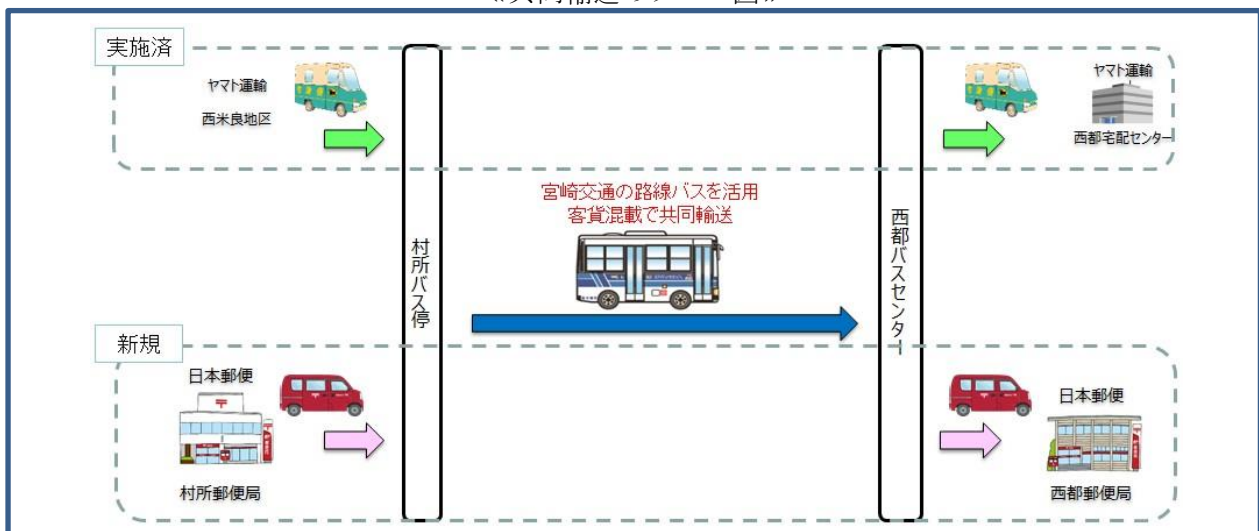 実施済
ヤマト運輸
西米良地区
ヤマト運輸
西都宅配センター
宮崎交通の路線バスを活用
客貨混載で共同輸送
村所バス停
西都バスセンター
新規
日本郵便
村所郵便局
日本郵便
西都郵便局